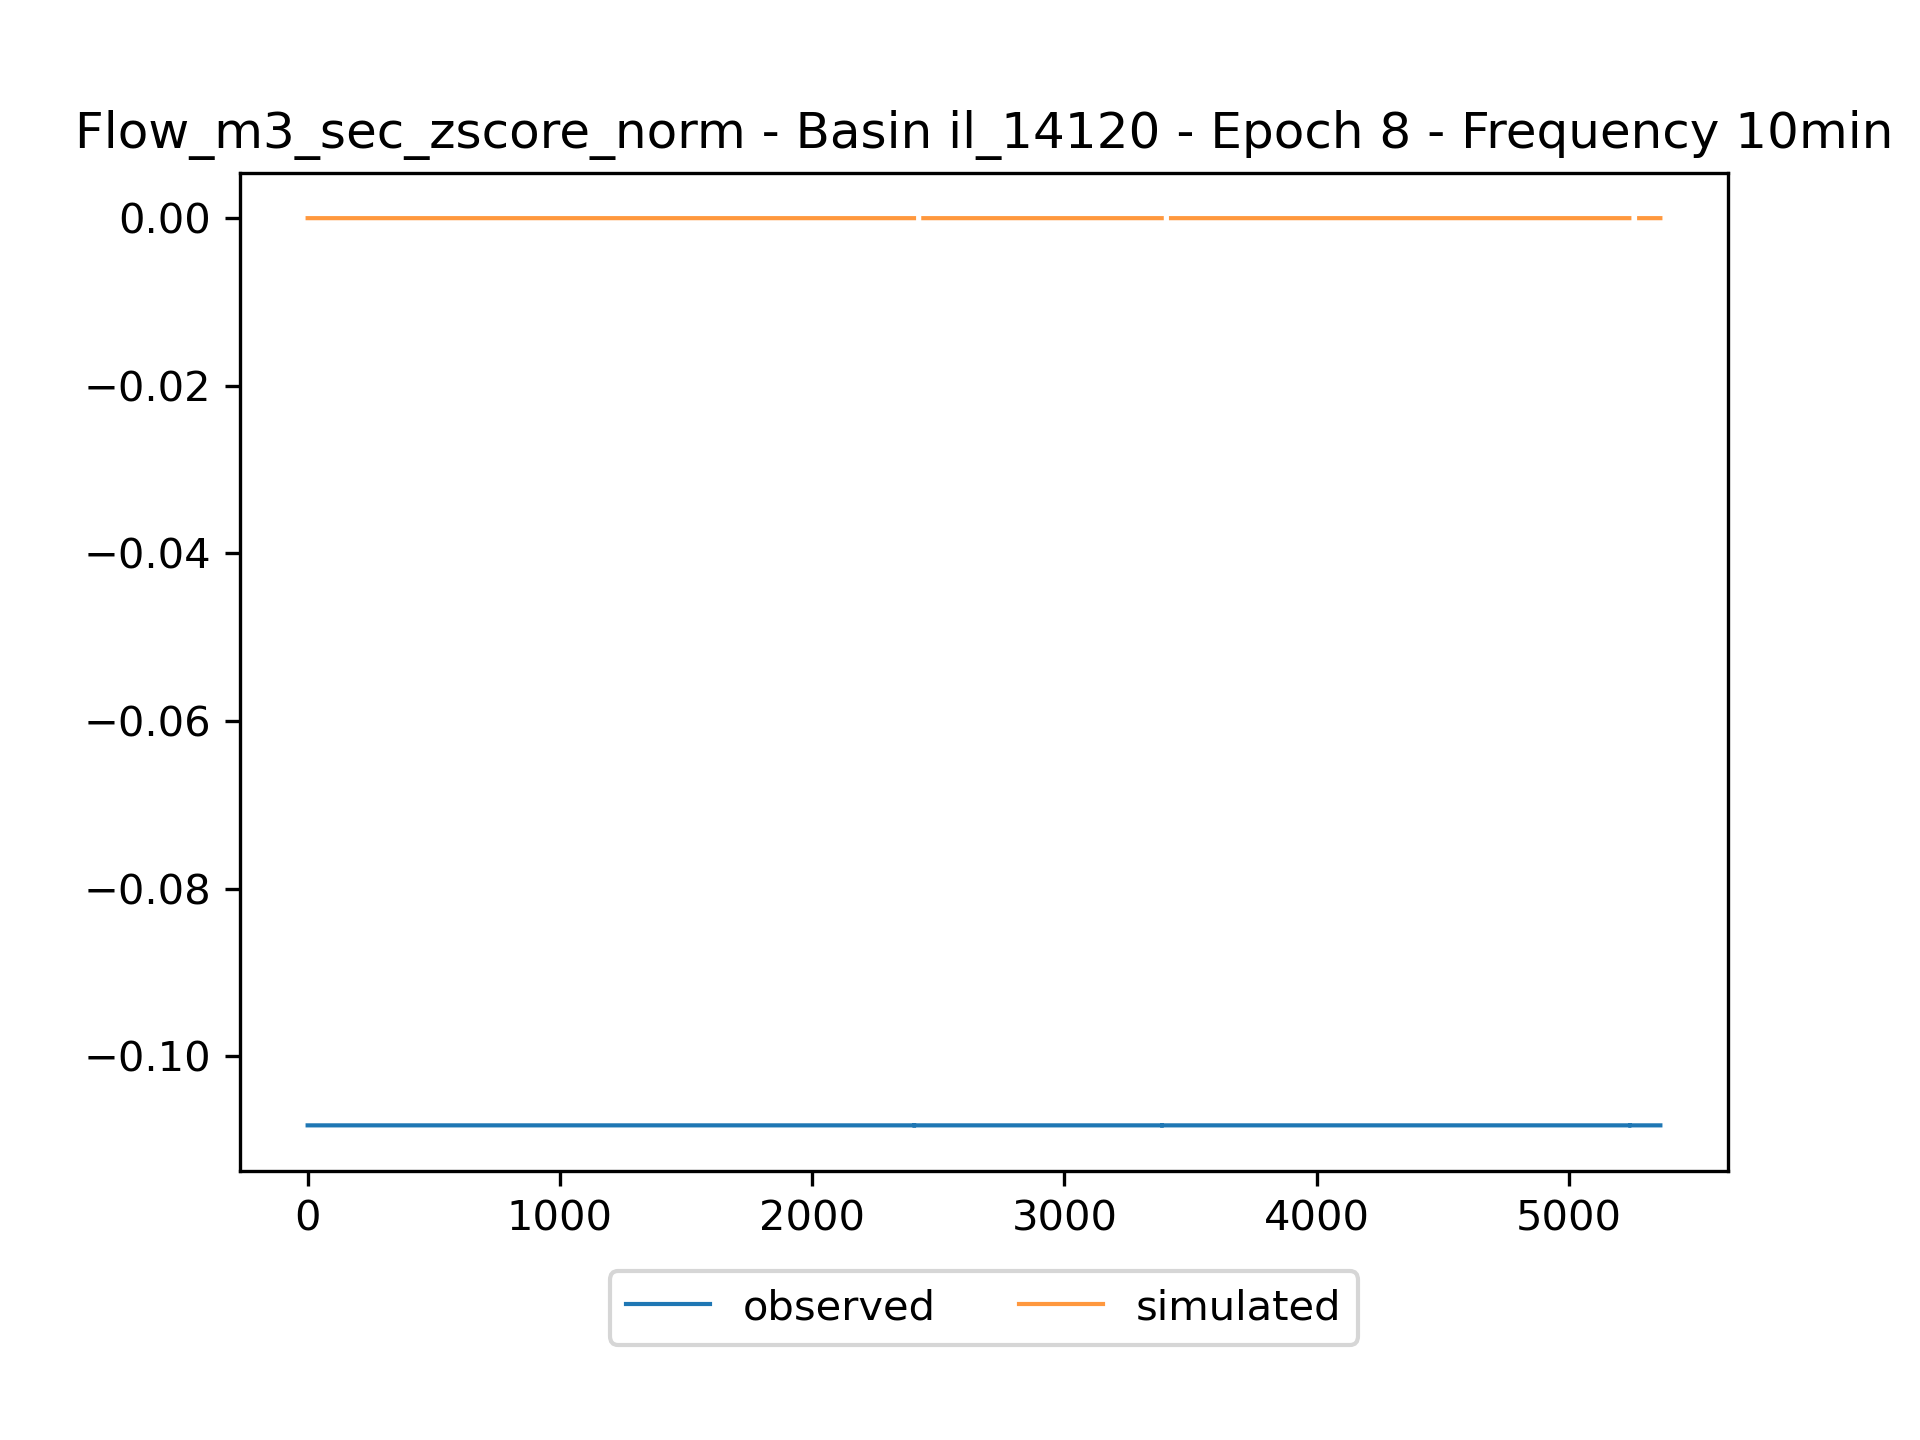 Flow_m3_sec_zscore_norm - Basin il_14120 - Epoch 8 - Frequency 10min
0.00
−0.02
−0.04
−0.06
−0.08
−0.10
0 1000 2000 3000 4000 5000
observed simulated